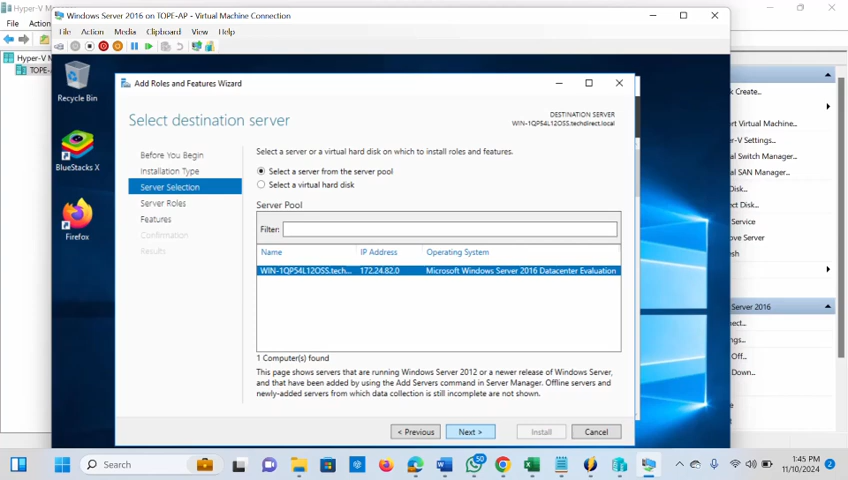 Hyper-V M
File
Action
Windows Server 2016 on TOPE-AP - Virtual Machine Connection
File Action Media Clipboard View Help
Hyper-V M
TOPE-
Recycle Bin
BlueStacks X
Firefox
Add Roles and Features Wizard
Select destination server
DESTINATION SERVER
WIN-1QPS4L12OSS.techdirect.local
Before You Begin
Installation Type
Server Selection
Server Roles
Features
Confirmation
Results
Select a server or a virtual hard disk on which to install roles and features.
Select a server from the server pool
Select a virtual hard disk
Server Pool
Filter:
Name IP Address Operating System
WIN-1QPS4L12OSS.tech... 172.24.82.0 Microsoft Windows Server 2016 Datacenter Evaluation
1 Computer(s) found
This page shows servers that are running Windows Server 2012 or a newer release of Windows Server,
and that have been added by using the Add Servers command in Server Manager. Offline servers and
newly-added servers from which data collection is still incomplete are not shown.
< Previous Next > Install Cancel
Create...
rt Virtual Machine...
r-V Settings...
ual Switch Manager...
ual SAN Manager...
Disk...
ect Disk...
Service
ove Server
esh
Server 2016
nect...
ngs...
Off...
Down...
Search
50
1:45 PM
11/10/2024
2